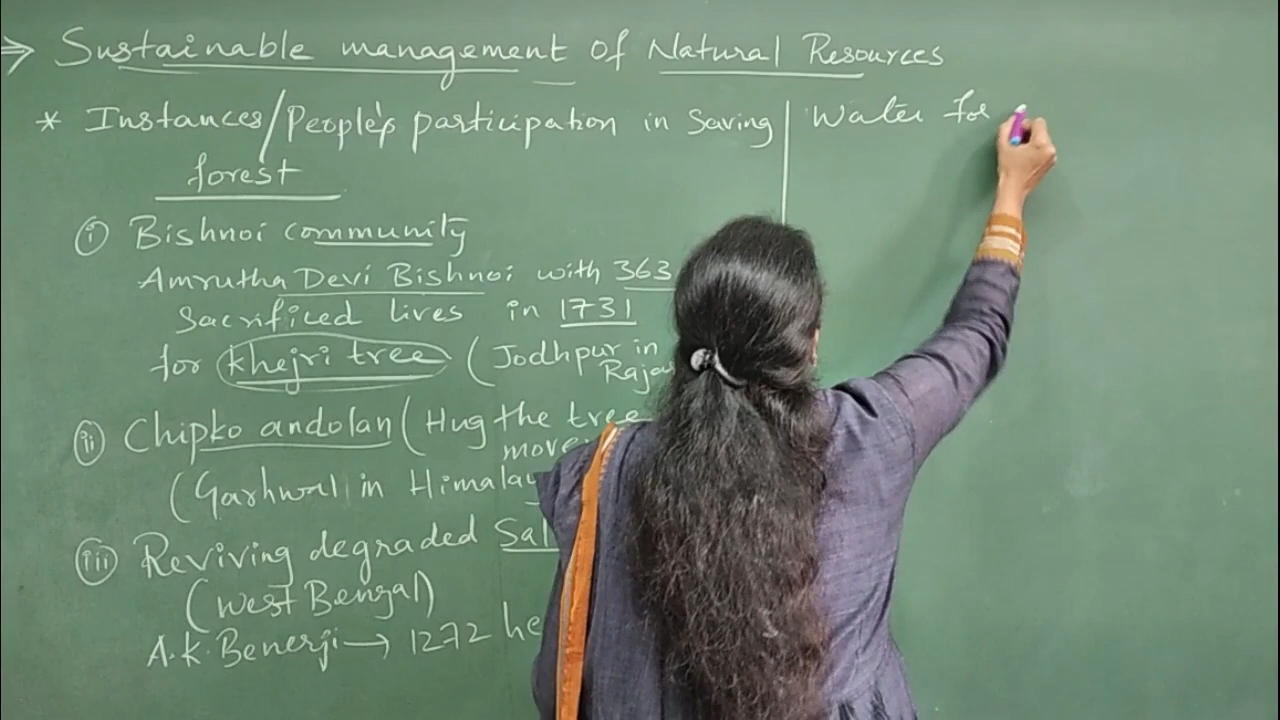 ⇒ Sustainable management of Natural Resources
* Instances/People's participation in saving
forest
i Bishnoi community
Amrutha Devi Bishnoi with 363
Sacrificed lives in 1731
for khejri tree (Jodhpur in
ii Chipko andolan (Hug the tree
(Garhwal in
iii Reviving degraded Sal
(West Bengal)
A.K. Benerji → 1272
Water for